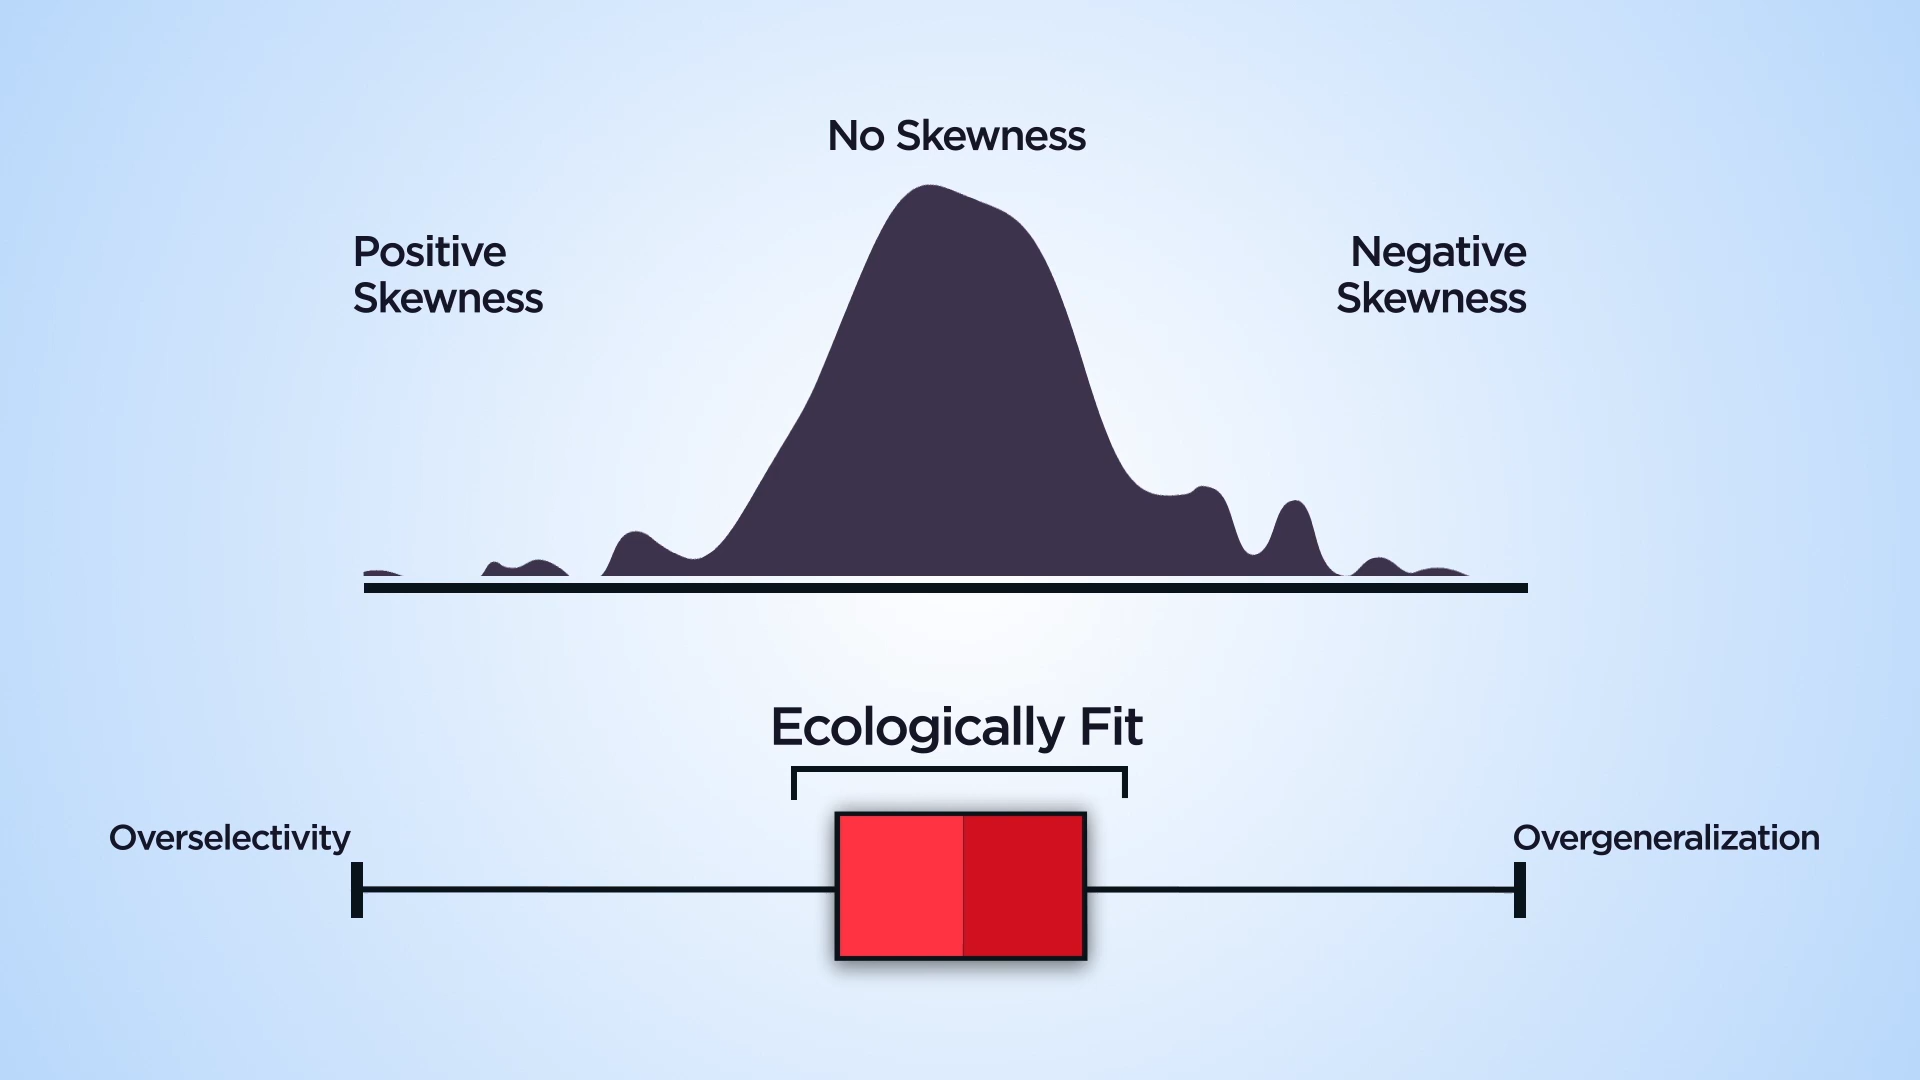 No Skewness
Positive
Skewness
Negative
Skewness
Ecologically Fit
Overselectivity
Overgeneralization